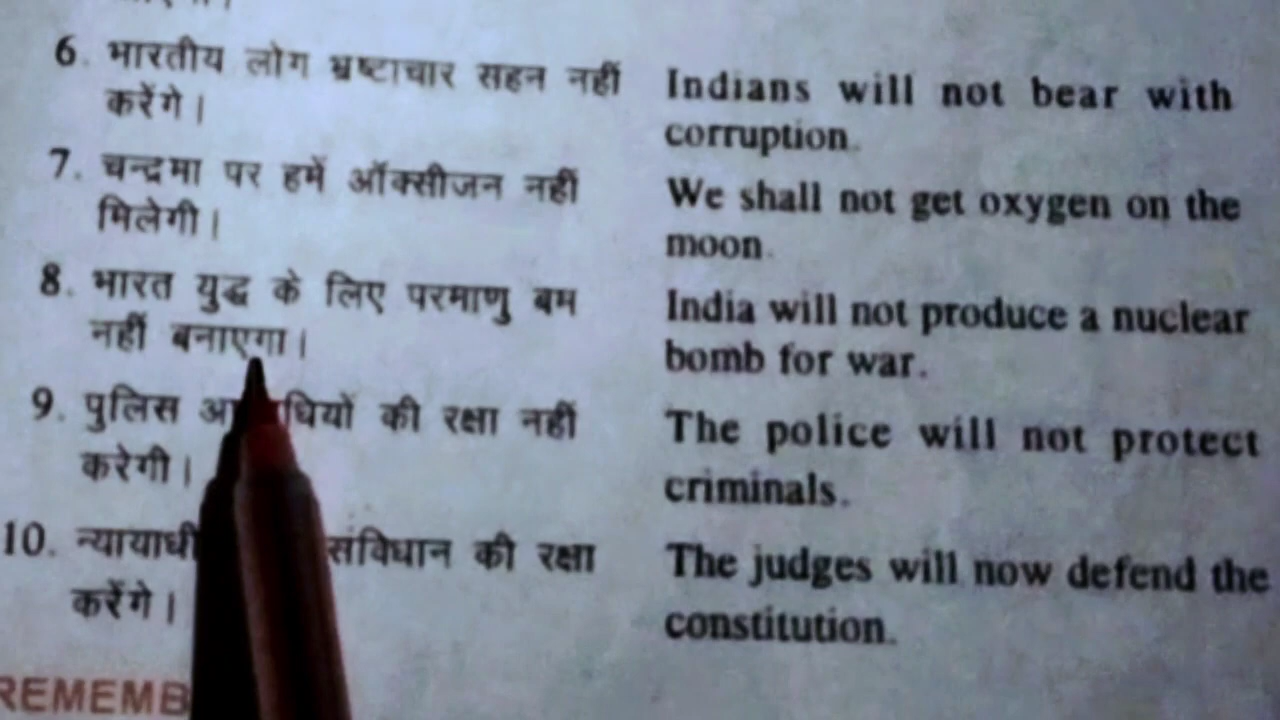 6. भारतीय लोग भ्रष्टाचार सहन नहीं
करेंगे।
Indians will not bear with
corruption.
7. चन्द्रमा पर हमें ऑक्सीजन नहीं
मिलेगी।
We shall not get oxygen on the
moon.
8. भारत युद्ध के लिए परमाणु बम
नहीं बनाएगा।
India will not produce a nuclear
bomb for war.
9. पुलिस की रक्षा नहीं
करेगी।
The police will not protect
criminals.
10. संविधान की रक्षा
करेंगे।
The judges will now defend the
constitution.